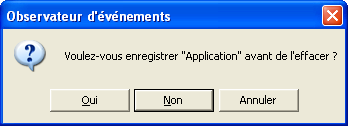 Observateur d'événements
Voulez-vous enregistrer "Application" avant de l'effacer ?
Oui Non Annuler